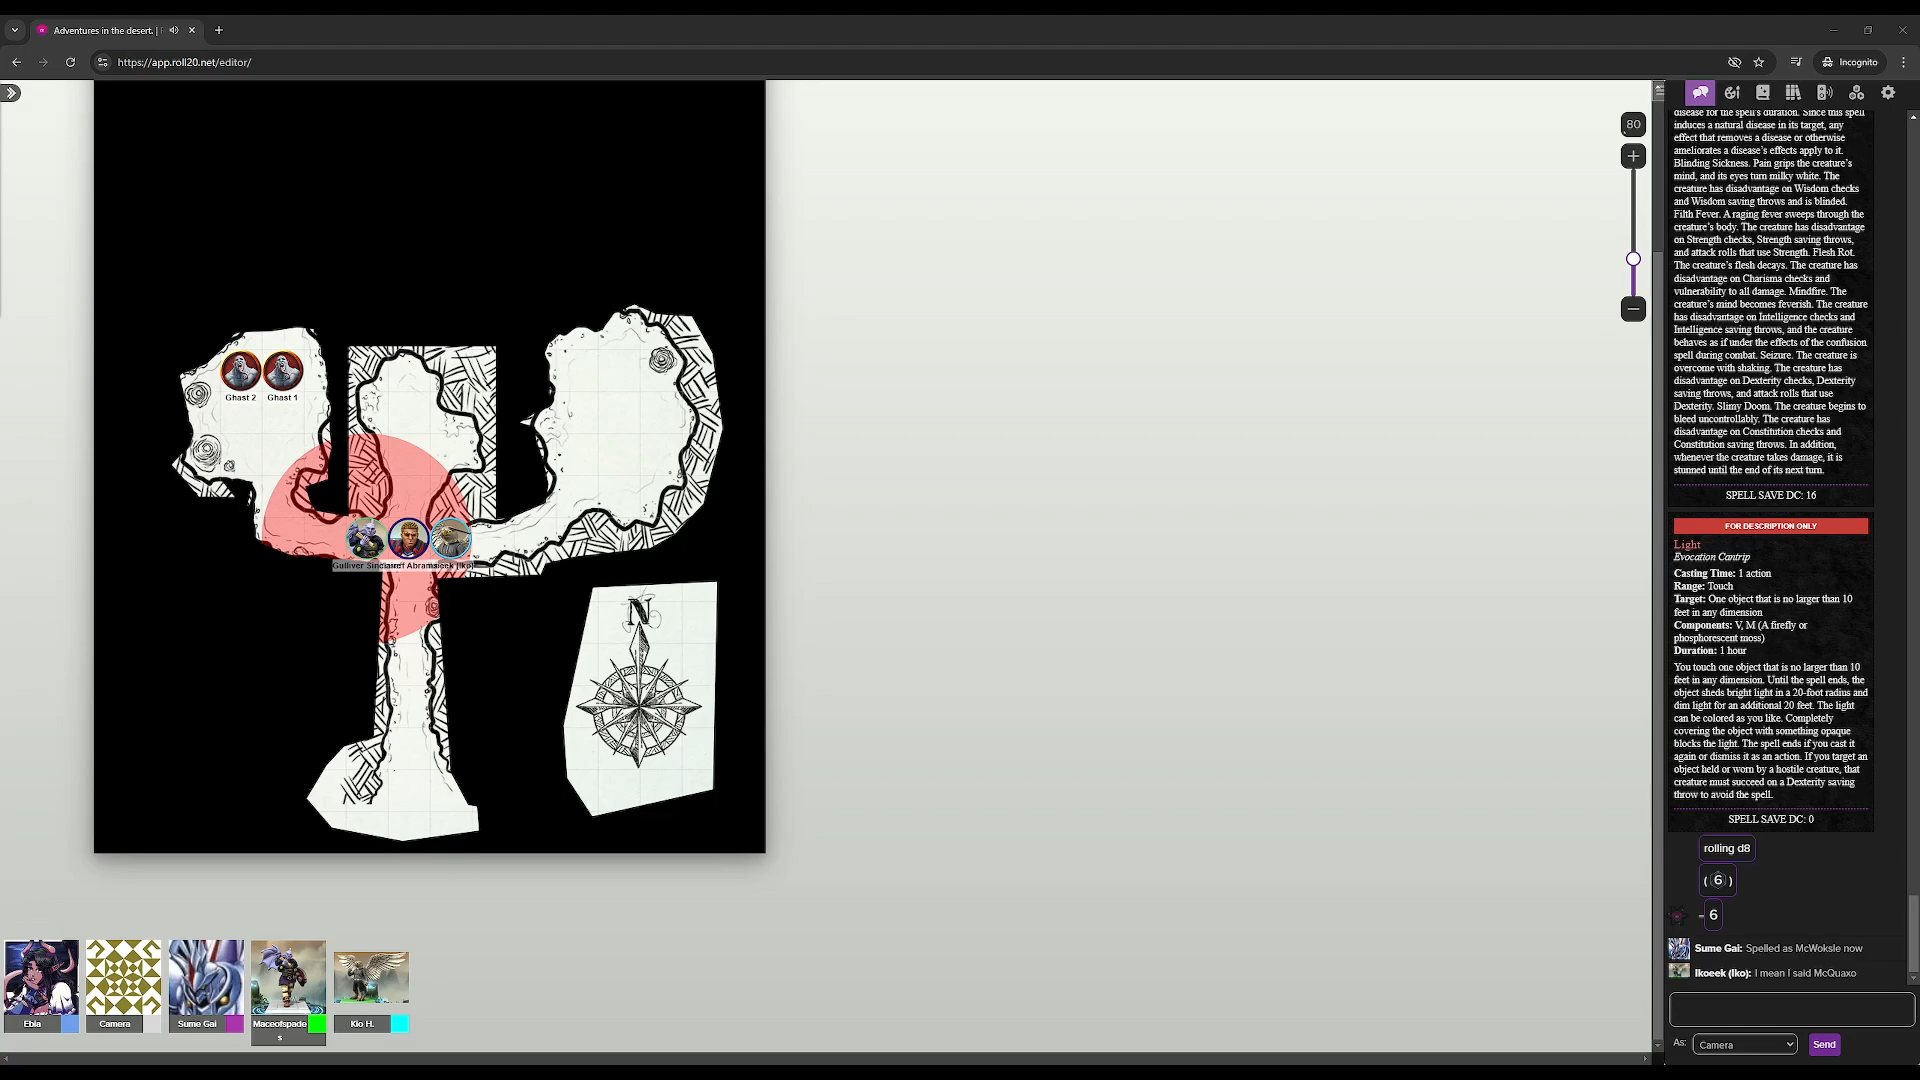 Adventures in the desert. |
https://app.roll20.net/editor/
Incognito
80
disease for the spell's duration. Since this spell
induces a natural disease in its target, any
effect that removes a disease or otherwise
ameliorates a disease's effects apply to it.
Blinding Sickness. Pain grips the creature's
mind, and its eyes turn milky white. The
creature has disadvantage on Wisdom checks
and Wisdom saving throws and is blinded.
Filth Fever. A raging fever sweeps through the
creature's body. The creature has disadvantage
on Strength checks, Strength saving throws,
and attack rolls that use Strength. Flesh Rot.
The creature's flesh decays. The creature has
disadvantage on Charisma checks and
vulnerability to all damage. Mindfire. The
creature's mind becomes feverish. The creature
has disadvantage on Intelligence checks and
Intelligence saving throws, and the creature
behaves as if under the effects of the confusion
spell during combat. Seizure. The creature is
overcome with shaking. The creature has
disadvantage on Dexterity checks, Dexterity
saving throws, and attack rolls that use
Dexterity. Slimy Doom. The creature begins to
bleed uncontrollably. The creature has
disadvantage on Constitution checks and
Constitution saving throws. In addition,
whenever the creature takes damage, it is
stunned until the end of its next turn.
SPELL SAVE DC: 16
FOR DESCRIPTION ONLY
Light
Evocation Cantrip
Casting Time: 1 action
Range: Touch
Target: One object that is no larger than 10
feet in any dimension
Components: V, M (A firefly or
phosphorescent moss)
Duration: 1 hour
You touch one object that is no larger than 10
feet in any dimension. Until the spell ends, the
object sheds bright light in a 20-foot radius and
dim light for an additional 20 feet. The light
can be colored as you like. Completely
covering the object with something opaque
blocks the light. The spell ends if you cast it
again or dismiss it as an action. If you target an
object held or worn by a hostile creature, that
creature must succeed on a Dexterity saving
throw to avoid the spell.
SPELL SAVE DC: 0
rolling d8
(6)
=6
Sume Gai: Spelled as McWoksle now
Ikoeek (Iko): I mean I said McQuaxo
As: Camera Send
Ghast 2 Ghast 1
Gulliver
N
Ebia
Camera
Sume Gai
Maceofspade
s
Kio H.